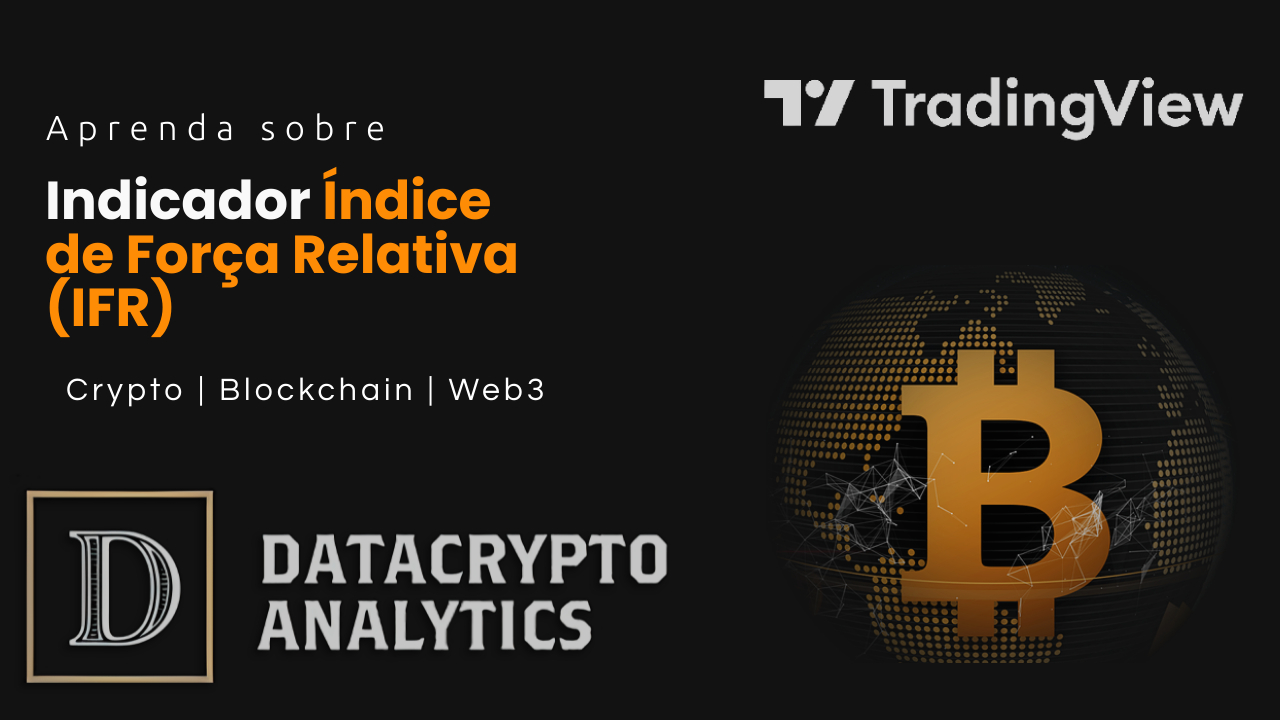 Aprenda sobre
Indicador Índice
de Força Relativa
(IFR)
Crypto | Blockchain | Web3
TradingView
D
DATACRYPTO
ANALYTICS